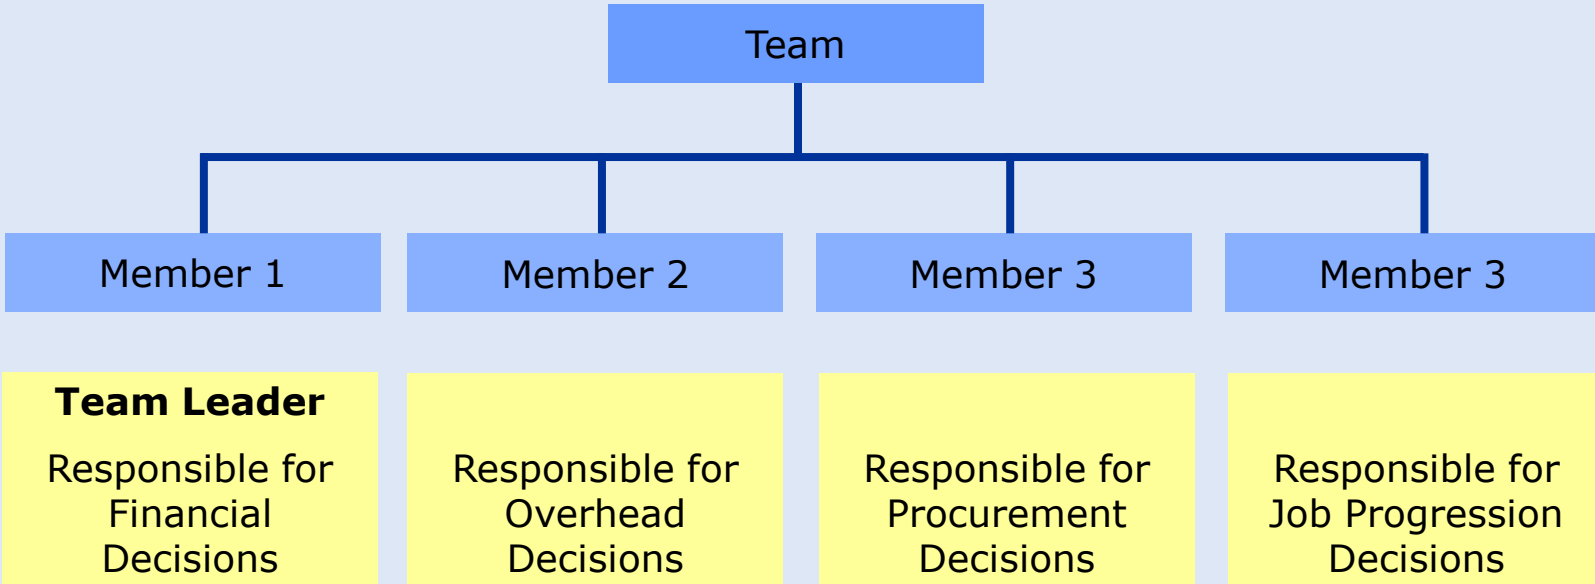 Team
Member 1
Member 2
Member 3
Member 3
Team Leader
Responsible for
Financial
Decisions
Responsible for
Overhead
Decisions
Responsible for
Procurement
Decisions
Responsible for
Job Progression
Decisions